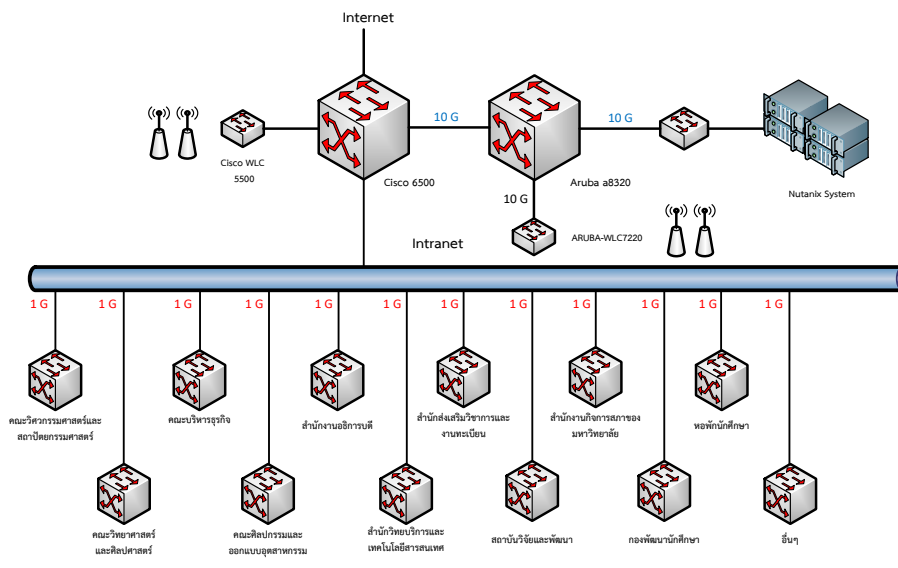 Internet
10 G
10 G
Cisco WLC
5500
Cisco 6500
Aruba a8320
Nutanix System
10 G
ARUBA-WLC7220
Intranet
1 G
1 G
1 G
1 G
1 G
1 G
1 G
1 G
1 G
1 G
1 G
1 G
คณะวิศวกรรมศาสตร์และ
สถาปัตยกรรมศาสตร์
คณะบริหารธุรกิจ
สำนักงานอธิการบดี
สำนักส่งเสริมวิชาการและ
งานทะเบียน
สำนักงานกิจการสภาของ
มหาวิทยาลัย
หอพักนักศึกษา
คณะวิทยาศาสตร์
และศิลปศาสตร์
คณะศิลปกรรมและ
ออกแบบอุตสาหกรรม
สำนักวิทยบริการและ
เทคโนโลยีสารสนเทศ
สถาบันวิจัยและพัฒนา
กองพัฒนานักศึกษา
อื่นๆ